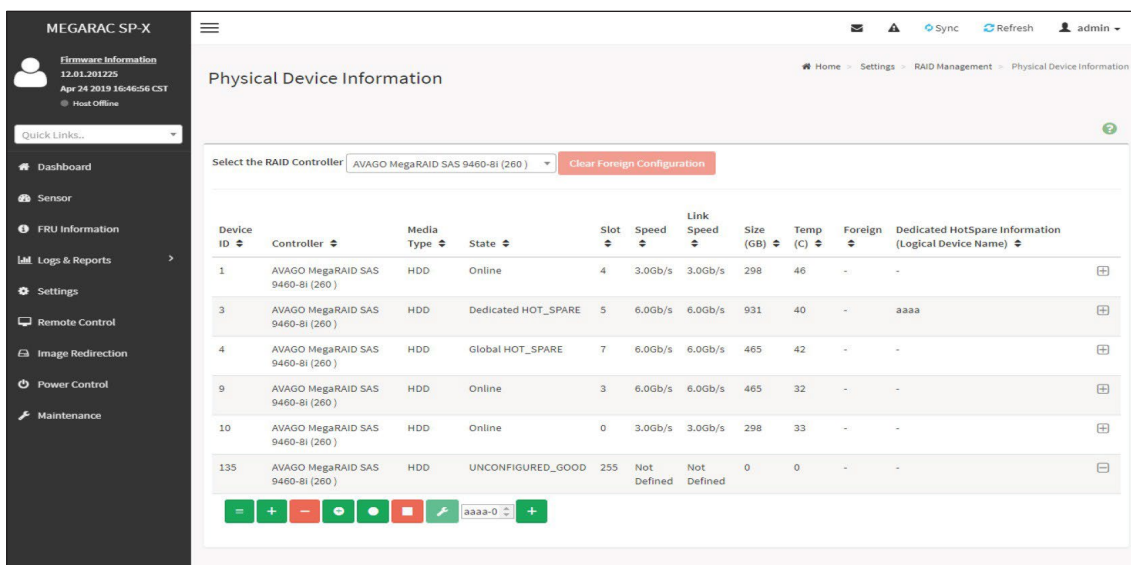 MEGARAC SP-X
Firmware Information
12.01.201225
Apr 24 2019 16:46:56 CST
Host Offline
Quick Links..
Dashboard
Sensor
FRU Information
Logs & Reports
Settings
Remote Control
Image Redirection
Power Control
Maintenance
Sync Refresh admin
Physical Device Information
Home > Settings > RAID Management > Physical Device Information
Select the RAID Controller AVAGO MegaRAID SAS 9460-8i (260 ) Clear Foreign Configuration
Device ID Controller Media Type State Slot Speed Link Speed Size (GB) Temp (C) Foreign Dedicated HotSpare Information (Logical Device Name)
1 AVAGO MegaRAID SAS 9460-8i (260 ) HDD Online 4 3.0Gb/s 3.0Gb/s 298 46 - -
3 AVAGO MegaRAID SAS 9460-8i (260 ) HDD Dedicated HOT_SPARE 5 6.0Gb/s 6.0Gb/s 931 40 - aaaa
4 AVAGO MegaRAID SAS 9460-8i (260 ) HDD Global HOT_SPARE 7 6.0Gb/s 6.0Gb/s 465 42 - -
9 AVAGO MegaRAID SAS 9460-8i (260 ) HDD Online 3 6.0Gb/s 6.0Gb/s 465 32 - -
10 AVAGO MegaRAID SAS 9460-8i (260 ) HDD Online 0 3.0Gb/s 3.0Gb/s 298 33 - -
135 AVAGO MegaRAID SAS 9460-8i (260 ) HDD UNCONFIGURED_GOOD 255 Not Defined Not Defined 0 0 - -
aaaa-0